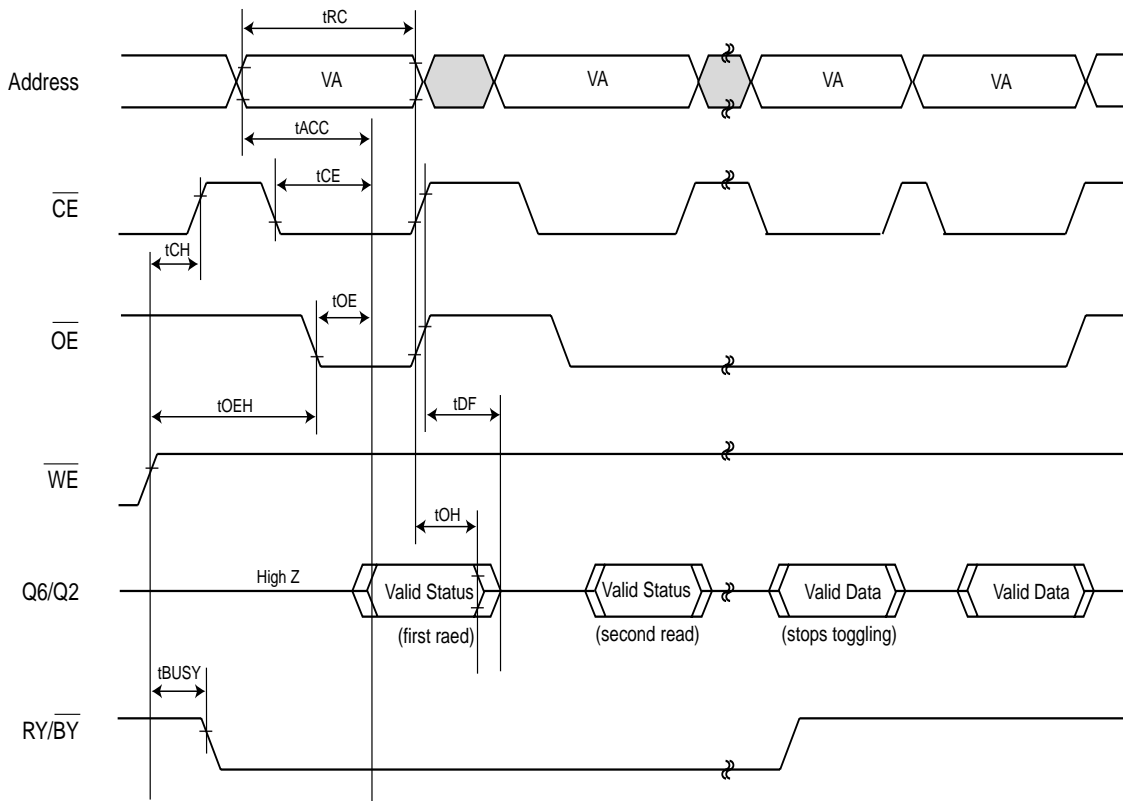 tRC
Address VA VA VA VA
tACC
tCE
CE
tCH
tOE
OE
tOEH
tDF
WE
tOH
High Z
Q6/Q2 Valid Status Valid Status Valid Data Valid Data
(first raed) (second read) (stops toggling)
tBUSY
RY/BY